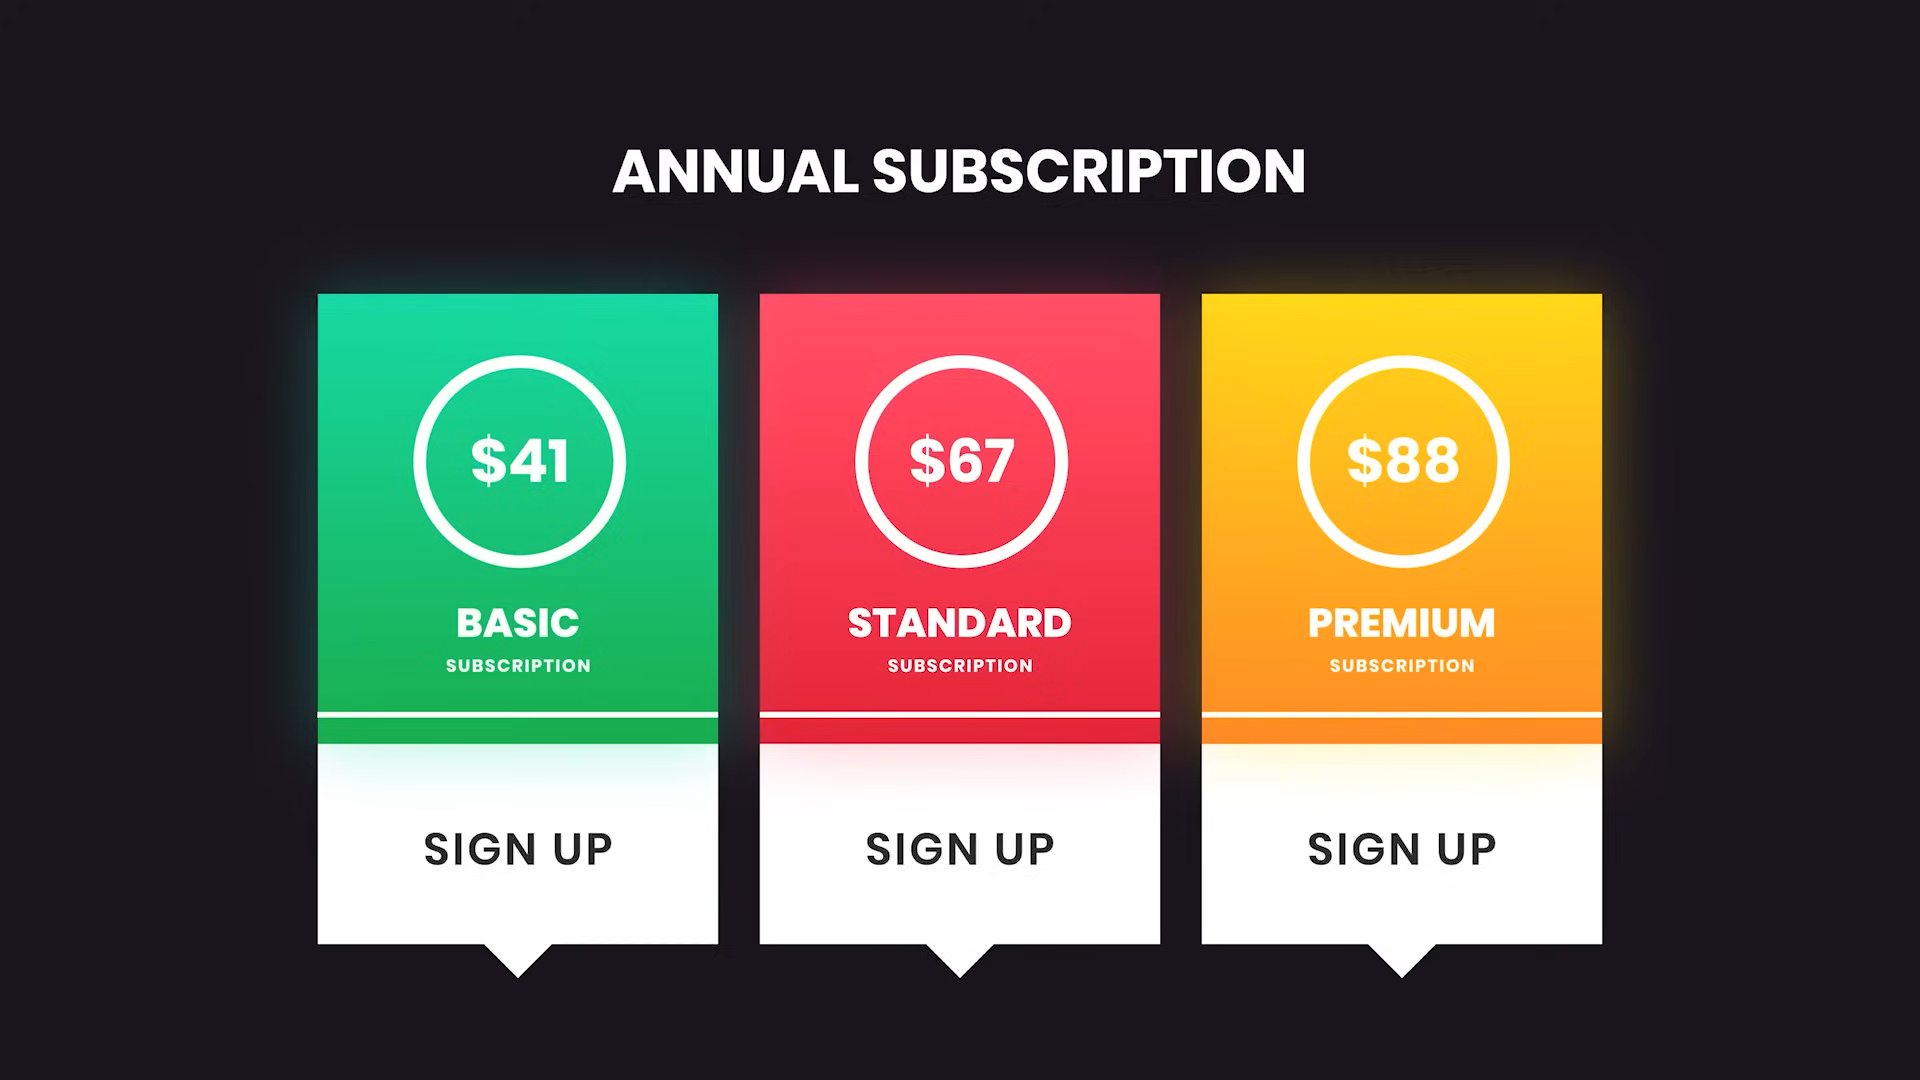 ANNUAL SUBSCRIPTION
$41
BASIC
SUBSCRIPTION
SIGN UP
$67
STANDARD
SUBSCRIPTION
SIGN UP
$88
PREMIUM
SUBSCRIPTION
SIGN UP